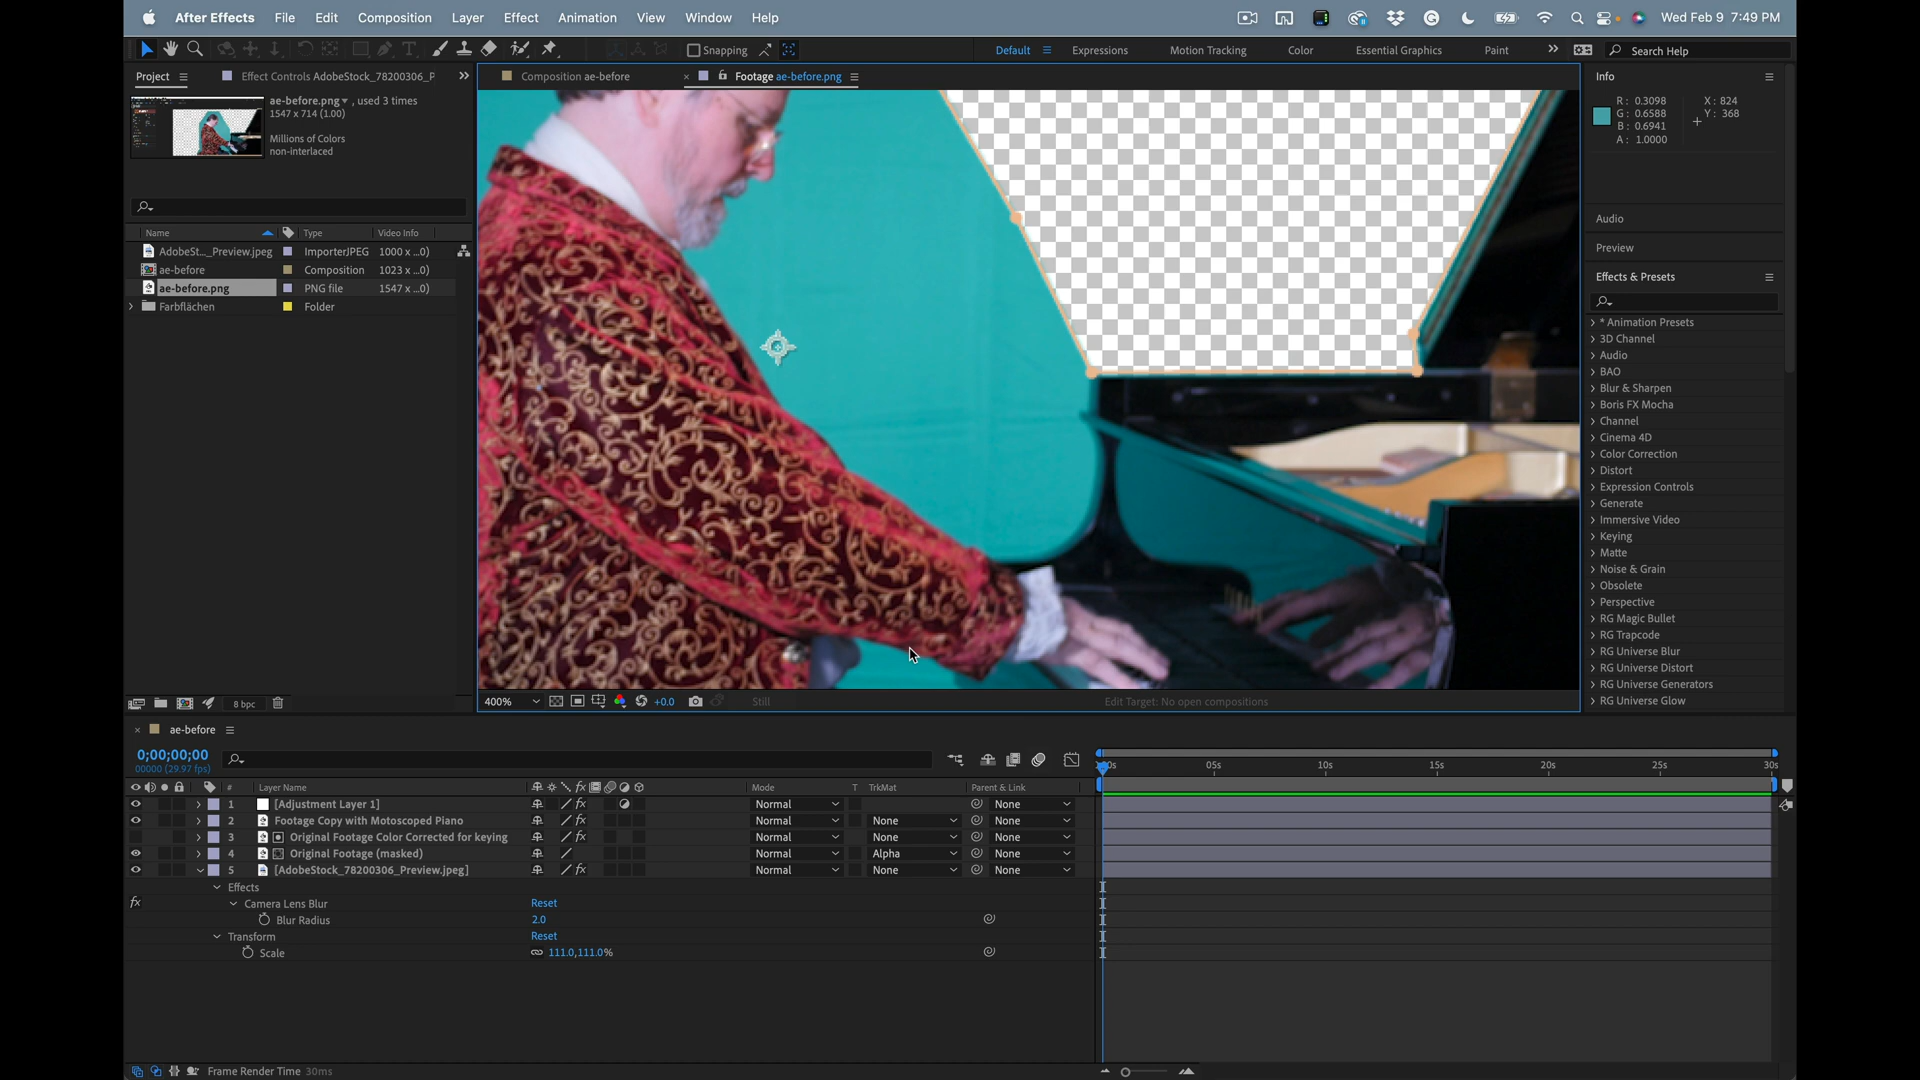 After Effects File Edit Composition Layer Effect Animation View Window Help Wed Feb 9 7:49 PM
Snapping Default Expressions Motion Tracking Color Essential Graphics Paint Search Help
Project Effect Controls AdobeStock_78200306_P Composition ae-before Footage ae-before.png Info
ae-before.png , used 3 times
1547 x 714 (1.00)
Millions of Colors
non-interlaced
R: 0.3098 X: 824
G: 0.6588 Y: 368
B: 0.6941
A: 1.0000
Name Type Video Info
AdobeSt..._Preview.jpeg ImporterJPEG 1000 x ...0)
ae-before Composition 1023 x ...0)
ae-before.png PNG file 1547 x ...0)
Farbflächen Folder
Audio
Preview
Effects & Presets
* Animation Presets
3D Channel
Audio
BAO
Blur & Sharpen
Boris FX Mocha
Channel
Cinema 4D
Color Correction
Distort
Expression Controls
Generate
Immersive Video
Keying
Matte
Noise & Grain
Obsolete
Perspective
RG Magic Bullet
RG Trapcode
RG Universe Blur
RG Universe Distort
RG Universe Generators
RG Universe Glow
8 bpc 400% +0.0 Still Edit Target: No open compositions
ae-before
0;00;00;00
00000 (29.97 fps)
05s 10s 15s 20s 25s 30s
# Layer Name Mode T TrkMat Parent & Link
1 [Adjustment Layer 1] Normal None
2 Footage Copy with Motoscoped Piano Normal None None
3 Original Footage Color Corrected for keying Normal None None
4 Original Footage (masked) Normal Alpha None
5 [AdobeStock_78200306_Preview.jpeg] Normal None None
Effects
fx Camera Lens Blur Reset
Blur Radius 2.0
Transform Reset
Scale 111.0,111.0%
Frame Render Time 30ms